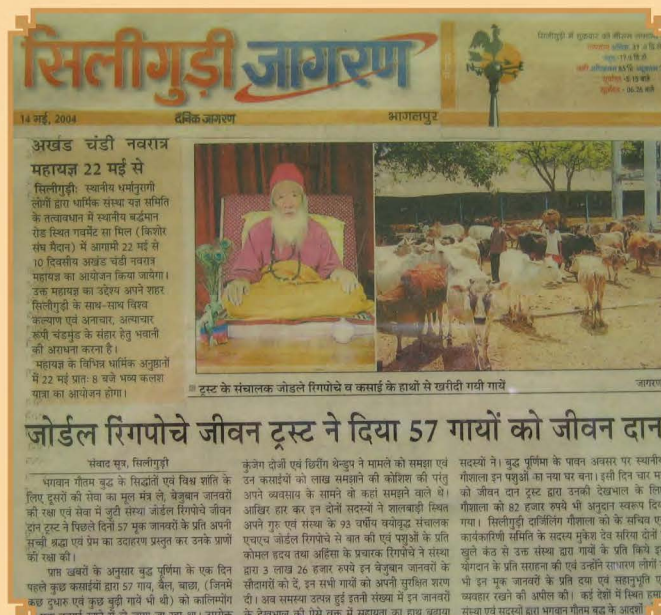 सिलीगुड़ी जागरण
सिलीगुड़ी में शुक्रवार को मौसम
14 मई, 2004
दैनिक जागरण
भागलपुर
अखंड चंडी नवरात्र
महायज्ञ 22 मई से
सिलीगुड़ी: स्थानीय धर्मानुरागी
लोगों द्वारा धार्मिक संस्था यज्ञ समिति
के तत्वावधान में स्थानीय बर्द्धमान
रोड स्थित गवर्मेंट सा मिल (किशोर
संघ मैदान) में आगामी 22 मई से
10 दिवसीय अखंड चंडी नवरात्र
महायज्ञ का आयोजन किया जायेगा।
उक्त महायज्ञ का उद्देश्य अपने शहर
सिलीगुड़ी के साथ-साथ विश्व
कल्याण एवं अनाचार, अत्याचार
रूपी चंडमुंड के संहार हेतु भवानी
की अराधना करना है।
महायज्ञ के विभिन्न धार्मिक अनुष्ठानों
में 22 मई प्रातः 8 बजे भव्य कलश
यात्रा का आयोजन होगा।
ट्रस्ट के संचालक जोडले रिंगपोचे व कसाई के हाथों से खरीदी गयी गायें
जागरण
जोर्डल रिंगपोचे जीवन ट्रस्ट ने दिया 57 गायों को जीवन दान
संवाद सूत्र, सिलीगुड़ी
भगवान गौतम बुद्ध के सिद्धांतों एवं विश्व शांति के
लिए दूसरों की सेवा का मूल मंत्र ले, बेजुबान जानवरों
की रक्षा एवं सेवा में जुटी संस्था जोर्डल रिंगपोचे जीवन
दान ट्रस्ट ने पिछले दिनों 57 मूक जानवरों के प्रति अपनी
सच्ची श्रद्धा एवं प्रेम का उदाहरण प्रस्तुत कर उनके प्राणों
की रक्षा की।
प्राप्त खबरों के अनुसार बुद्ध पूर्णिमा के एक दिन
पहले कुछ कसाईयों द्वारा 57 गाय, बैल, बाछा, (जिनमें
कुछ दुधारु एवं कुछ बुढ़ी गायें भी थी) को कालिम्पोंग
कुंजेंग दोर्जी एवं छिरींग थेन्डुप ने मामले को समझा एवं
उन कसाईयों को लाख समझाने की कोशिश की परंतु
अपने व्यवसाय के सामने वो कहां समझने वाले थे।
आखिर हार कर इन दोनों सदस्यों ने शालबाड़ी स्थित
अपने गुरु एवं संस्था के 93 वर्षीय वयोवृद्ध संचालक
एचएच जोर्डल रिंगपोचे से बात की एवं पशुओं के प्रति
कोमल हृदय तथा अहिंसा के प्रचारक रिंगपोचे ने संस्था
द्वारा 3 लाख 26 हजार रुपये इन बेजुबान जानवरों के
सौदागरों की दें, इन सभी गायों को अपनी सुरक्षित शरण
दी। अब समस्या उत्पन्न हुई इतनी संख्या में इन जानवरों
सदस्यों ने। बुद्ध पूर्णिमा के पावन अवसर पर
गौशाला इन पशुओं का नया घर बना। इसी दिन चार
को जीवन दान ट्रस्ट द्वारा उनकी देखभाल के
गौशाला को 82 हजार रुपये भी अनुदान स्वरूप
गया। सिलीगुड़ी दार्जिलिंग गौशाला को के सचिव
कार्यकारिणी समिति के सदस्य मुकेश देव सरिया दोनों
खुले कंठ से उक्त संस्था द्वारा गायों के प्रति किये
योगदान के प्रति सराहना की एवं उन्होंने साधारण
भी इन मूक जानवरों के प्रति दया एवं सहानुभूति
व्यवहार रखने की अपील की। कई देशों में स्थित
संस्था एवं सदस्यों द्वारा भगवान गौतम बुद्ध के आदर्शों